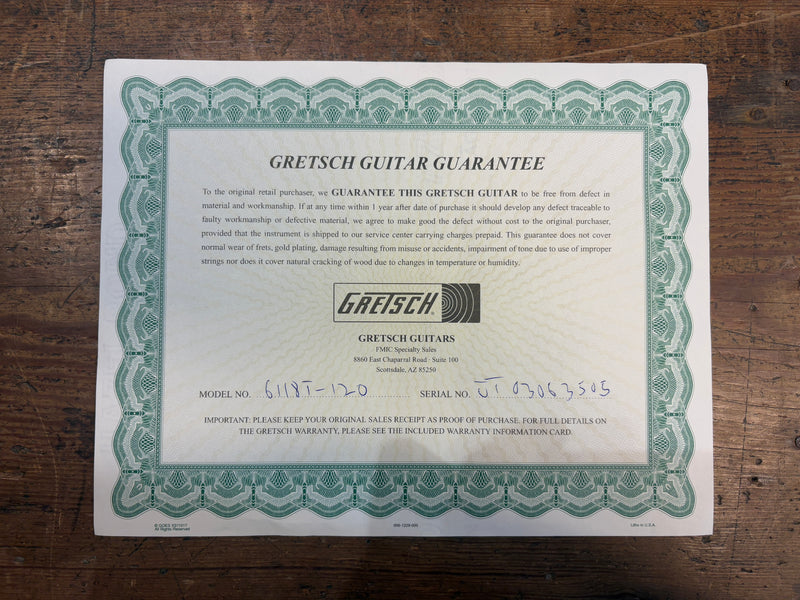 GRETSCH GUITAR GUARANTEE
To the original retail purchaser, we GUARANTEE THIS GRETSCH GUITAR to be free from defect in
material and workmanship. If at any time within 1 year after date of purchase it should develop any defect traceable to
faulty workmanship or defective material, we agree to make good the defect without cost to the original purchaser,
provided that the instrument is shipped to our service center carrying charges prepaid. This guarantee does not cover
normal wear of frets, gold plating, damage resulting from misuse or accidents, impairment of tone due to use of improper
strings nor does it cover natural cracking of wood due to changes in temperature or humidity.
GRETSCH
GRETSCH GUITARS
FMIC Specialty Sales
8860 East Chaparral Road · Suite 100
Scottsdale, AZ 85250
MODEL NO. 6118T-120 SERIAL NO. JT 03063505
IMPORTANT: PLEASE KEEP YOUR ORIGINAL SALES RECEIPT AS PROOF OF PURCHASE. FOR FULL DETAILS ON
THE GRETSCH WARRANTY, PLEASE SEE THE INCLUDED WARRANTY INFORMATION CARD.
All Rights Reserved
Litho in U.S.A.